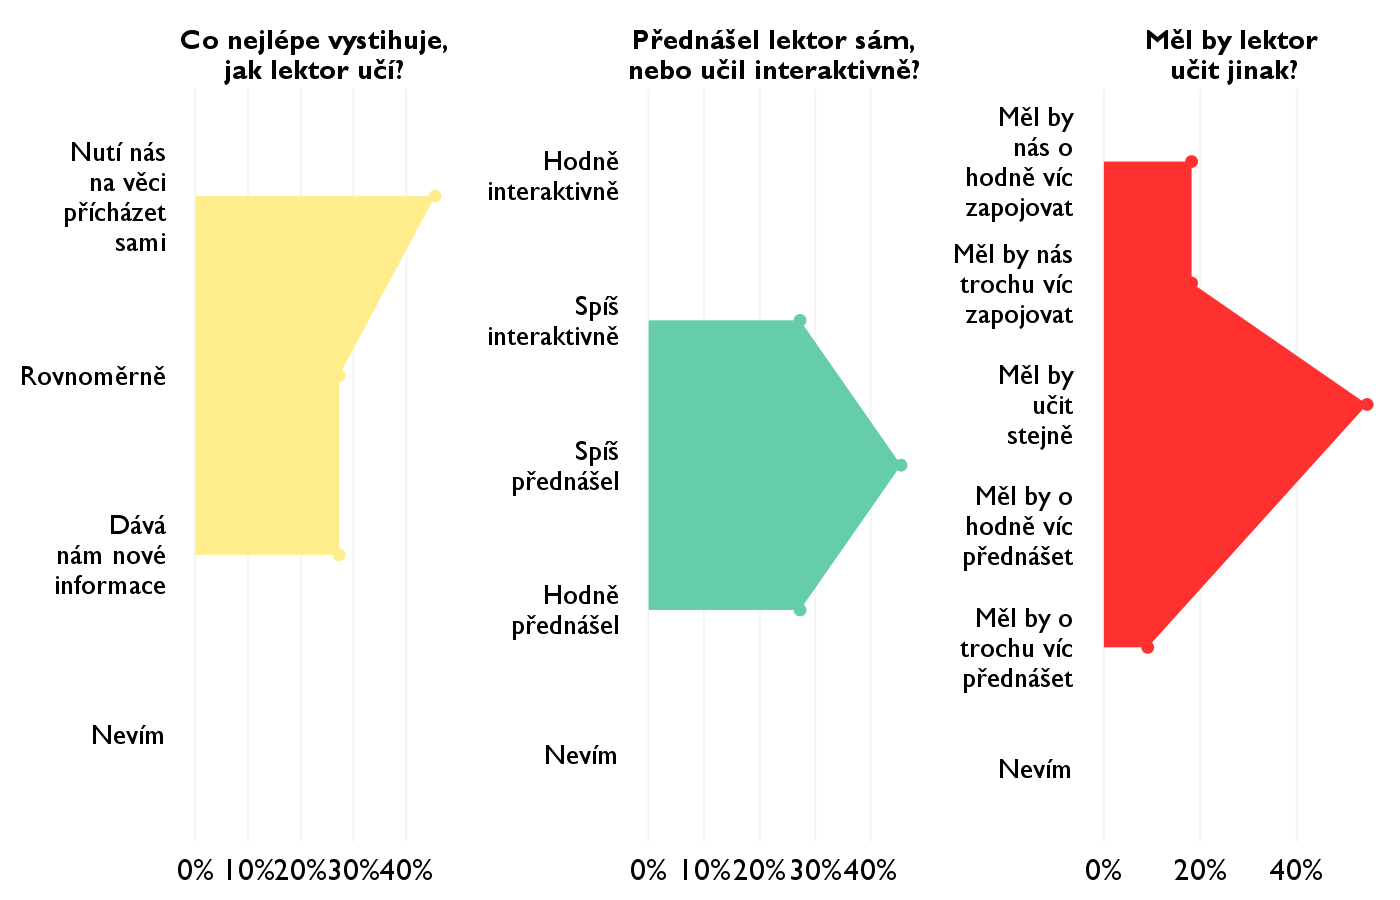 Co nejlépe vystihuje,
jak lektor učí?
Nutí nás
na věci
přícházet
sami
Rovnoměrně
Dává
nám nové
informace
Nevím
0% 10% 20% 30% 40%
Přednášel lektor sám,
nebo učil interaktivně?
Hodně
interaktivně
Spíš
interaktivně
Spíš
přednášel
Hodně
přednášel
Nevím
0% 10% 20% 30% 40%
Měl by lektor
učit jinak?
Měl by
nás o
hodně víc
zapojovat
Měl by nás
trochu víc
zapojovat
Měl by
učit
stejně
Měl by o
hodně víc
přednášet
Měl by o
trochu víc
přednášet
Nevím
0% 20% 40%